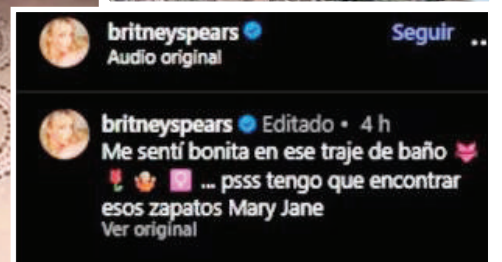 britneyspears Seguir ...
Audio original
britneyspears Editado • 4 h
Me sentí bonita en ese traje de baño
... psss tengo que encontrar
esos zapatos Mary Jane
Ver original